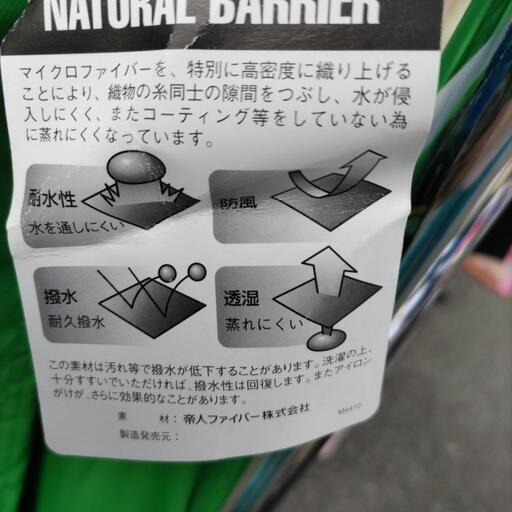 NATURAL BARRIER
マイクロファイバーを、特別に高密度に織り上げる
ことにより、織物の糸同士の隙間をつぶし、水が侵
入しにくく、またコーティング等をしていない為
に蒸れにくくなっています。
耐水性
水を通しにくい
防風
撥水
耐久撥水
透湿
蒸れにくい
この素材は汚れ等で撥水が低下することがあります。洗濯の上、
十分すすいでいただければ、撥水性は回復します。またアイロン
がけが、さらに効果的なことがあります。
素 材: 帝人ファイバー株式会社
製造発売元: